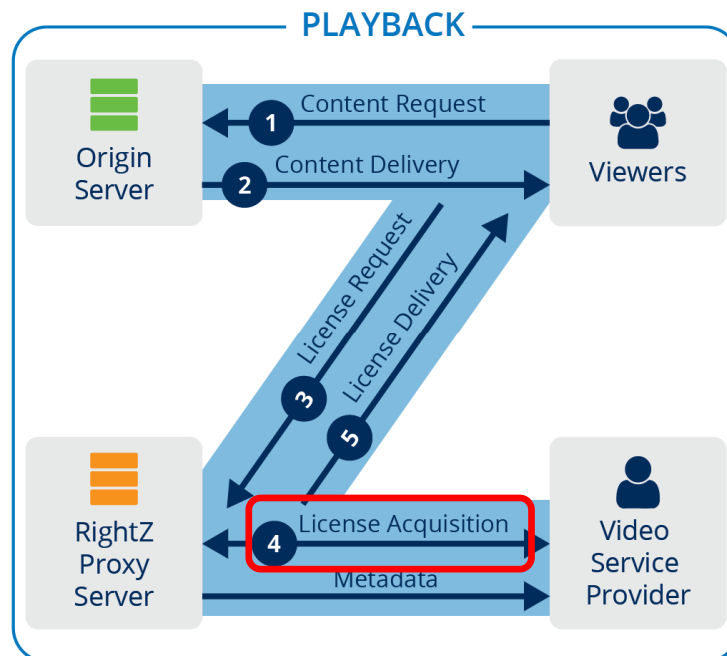 PLAYBACK
Origin
Server
1
Content Request
2
Content Delivery
Viewers
3
License Request
5
License Delivery
RightZ
Proxy
Server
4
License Acquisition
Metadata
Video
Service
Provider